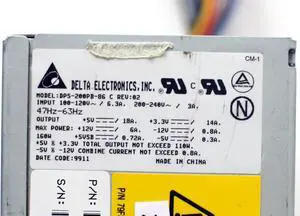 CM-1
DELTA ELECTRONICS, INC.
MODEL:DPS-200PB-86 C REV:02
INPUT 100-120V~/ 6.3A. 200-240V~/ 3A.
47Hz-63Hz
OUTPUT +5V⎓/ 18A. +3.3V⎓/ 14A.
MAX POWER +12V⎓/ 6A. -5V⎓/ 0.3A.
160W +5VSB⎓/ 0.72A. -12V⎓/ 0.8A.
+5V & +3.3V TOTAL OUTPUT NOT EXCEED 110W.
-5V & -12V COMBINE CURRENT NOT EXCEED 0.8A.
DATE CODE: 9911 MADE IN CHINA
S/N:
P/N:
P/N